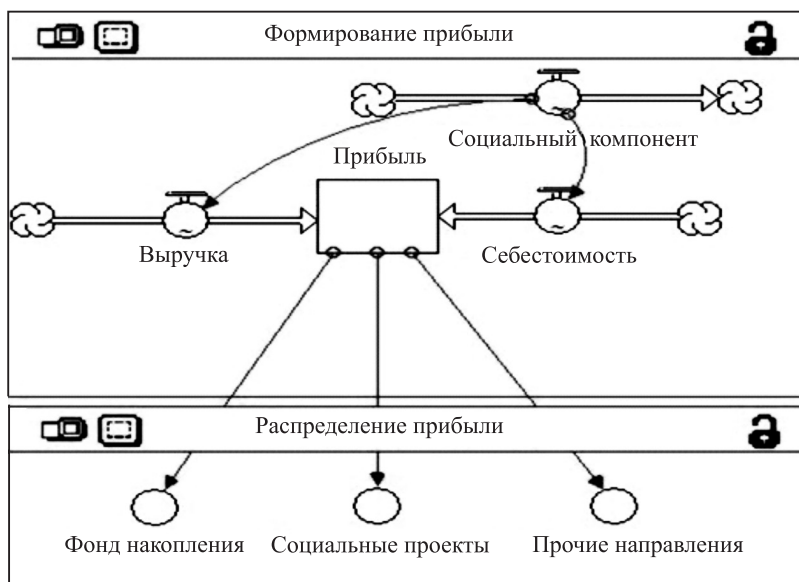 Формирование прибыли
Социальный компонент
Прибыль
Выручка
Себестоимость
Распределение прибыли
Фонд накопления
Социальные проекты
Прочие направления